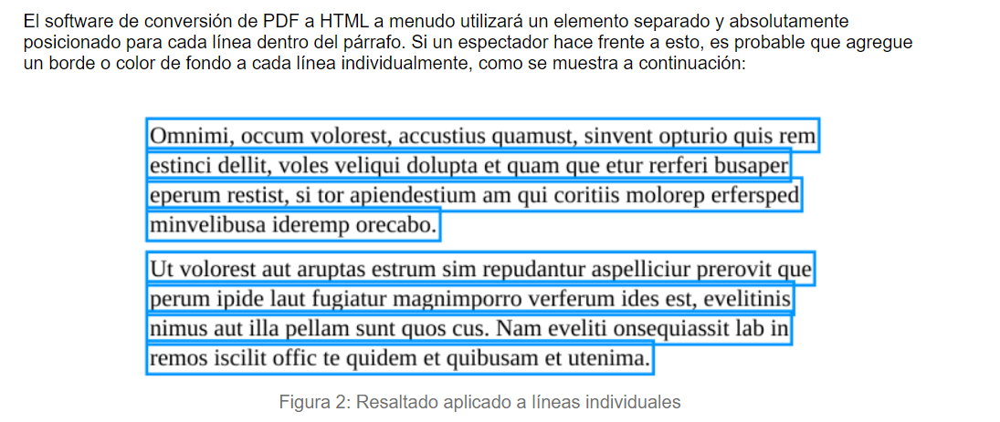 El software de conversión de PDF a HTML a menudo utilizará un elemento separado y absolutamente
posicionado para cada línea dentro del párrafo. Si un espectador hace frente a esto, es probable que agregue
un borde o color de fondo a cada línea individualmente, como se muestra a continuación:
Omnimi, occum volorest, accustius quamust, sinvent opturio quis rem
estinci dellit, voles veliqui dolupta et quam que etur rerferi busaper
eperum restist, si tor apiendestium am qui coritiis molorep erfersped
minvelibusa ideremp orecabo.
Ut volorest aut aruptas estrum sim repudantur aspelliciur prerovit que
perum ipide laut fugiatur magnimporro verferum ides est, evelitinis
nimus aut illa pellam sunt quos cus. Nam eveliti onsequiassit lab in
remos iscilit offic te quidem et quibusam et utenima.
Figura 2: Resaltado aplicado a líneas individuales